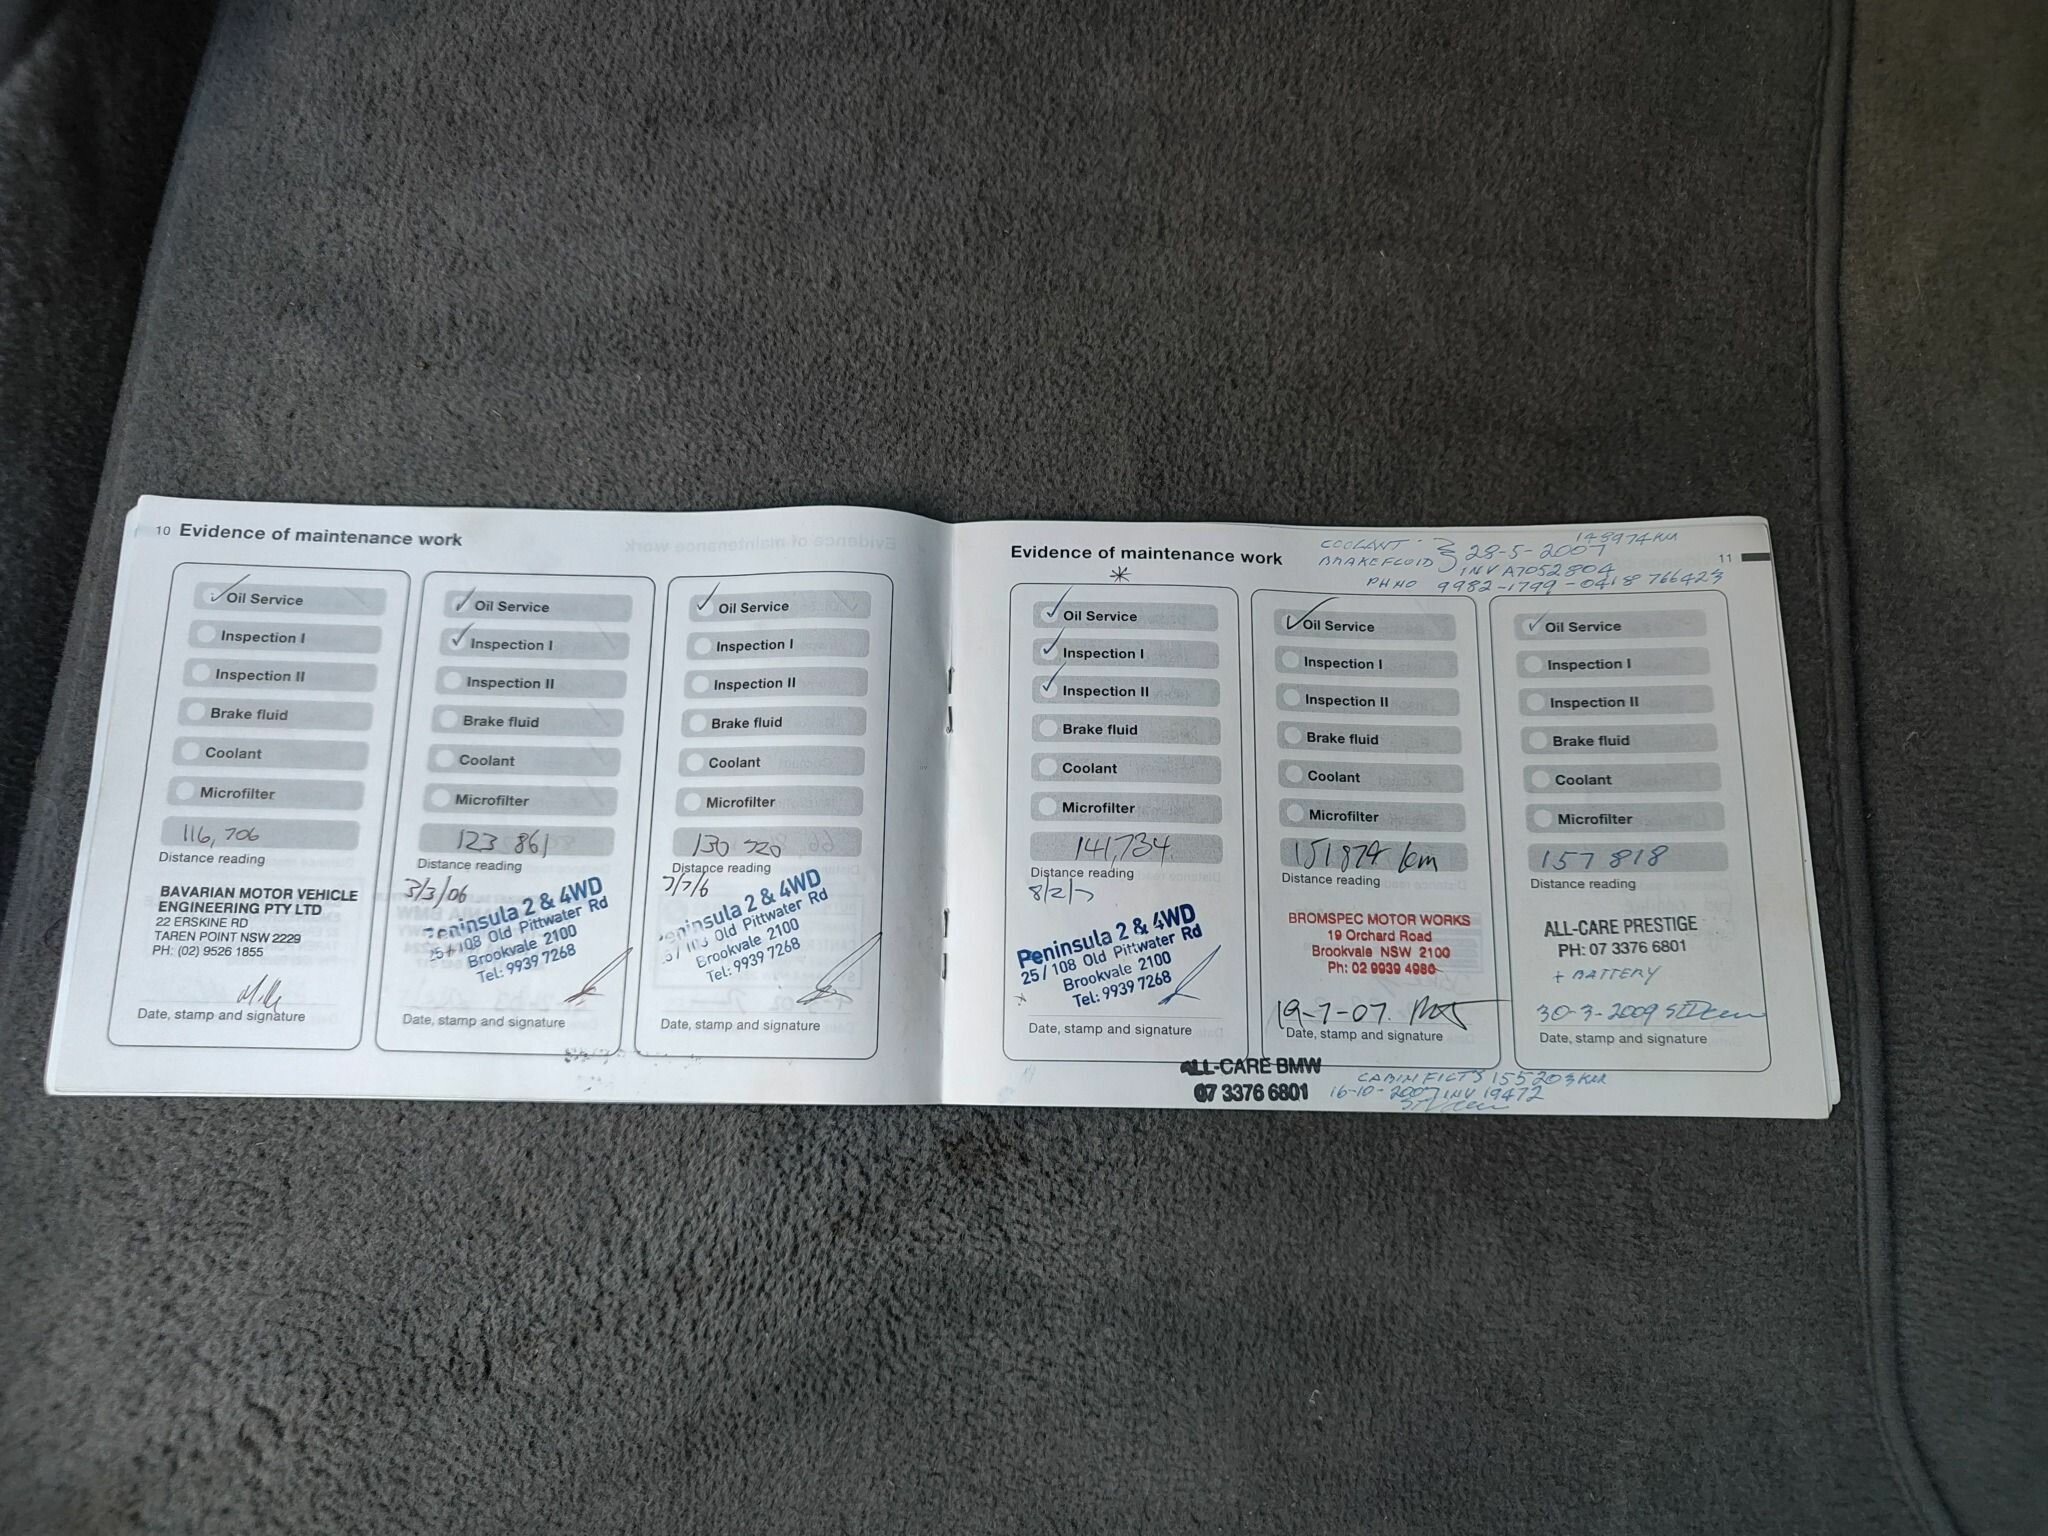 10 Evidence of maintenance work
Oil Service
Inspection I
Inspection II
Brake fluid
Coolant
Microfilter
116,706
Distance reading
BAVARIAN MOTOR VEHICLE
ENGINEERING PTY LTD
22 ERSKINE RD
TAREN POINT NSW 2229
PH: (02) 9526 1855
Date, stamp and signature
Oil Service
Inspection I
Inspection II
Brake fluid
Coolant
Microfilter
123 861
Distance reading
3/3/06
Peninsula 2 & 4WD
25/108 Old Pittwater Rd
Brookvale 2100
Tel: 9939 7268
Date, stamp and signature
Oil Service
Inspection I
Inspection II
Brake fluid
Coolant
Microfilter
130
Distance reading
7/7/6
Peninsula 2 & 4WD
Old Pittwater Rd
Brookvale 2100
Tel: 9939 7268
Date, stamp and signature
Evidence of maintenance work
11
148974KM
COOLANT
28-5-2007
BRAKEFLUID
INV A7052804
PHNO 9982-1799-0418 766423
*
Oil Service
Inspection I
Inspection II
Brake fluid
Coolant
Microfilter
141,734
Distance reading
8/2/7
Peninsula 2 & 4WD
25/108 Old Pittwater Rd
Brookvale 2100
Tel: 9939 7268
Date, stamp and signature
Oil Service
Inspection I
Inspection II
Brake fluid
Coolant
Microfilter
151874 km
Distance reading
BROMSPEC MOTOR WORKS
19 Orchard Road
Brookvale NSW 2100
Ph: 02 9939 4986
19-7-07.
Date, stamp and signature
Oil Service
Inspection I
Inspection II
Brake fluid
Coolant
Microfilter
157 818
Distance reading
ALL-CARE PRESTIGE
PH: 07 3376 6801
+ BATTERY
30-3-2009
Date, stamp and signature
ALL-CARE BMW
07 3376 6801
CABIN FILTS 155203KM
16-10-2007 INV 19472